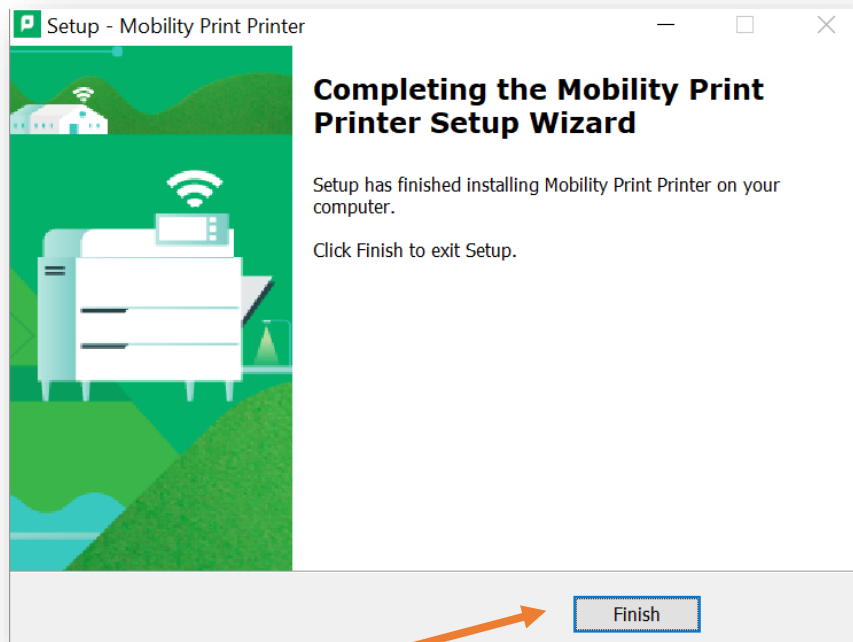 Setup - Mobility Print Printer
Completing the Mobility Print
Printer Setup Wizard
Setup has finished installing Mobility Print Printer on your
computer.
Click Finish to exit Setup.
Finish